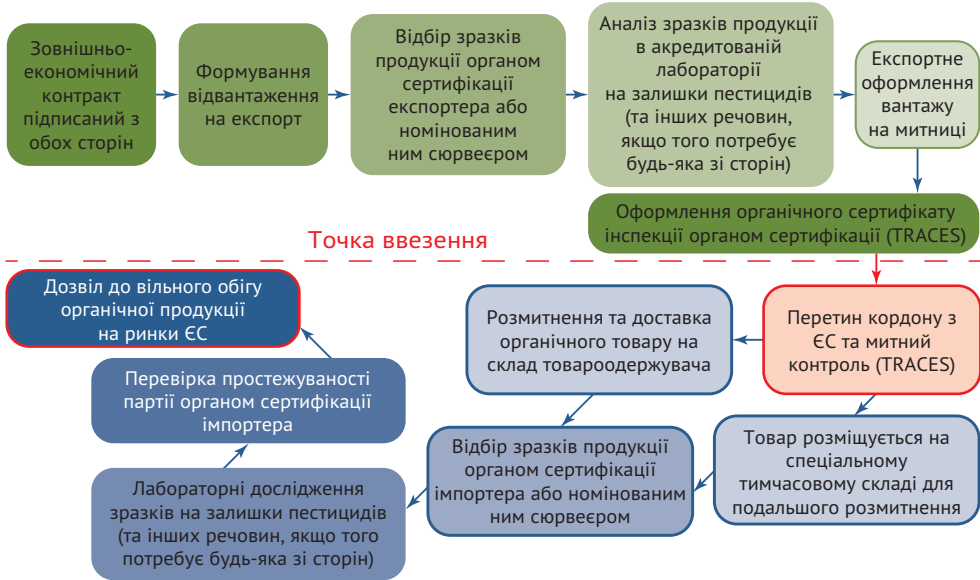 Зовнішньо-
економічний
контракт
підписаний з
обох сторін
Формування
відвантаження
на експорт
Відбір зразків
продукції органом
сертифікації
експортера або
номінованим
ним сюрвеєром
Аналіз зразків продукції
в акредитованій
лабораторії
на залишки пестицидів
(та інших речовин,
якщо того потребує
будь-яка зі сторін)
Експортне
оформлення
вантажу
на митниці
Оформлення органічного сертифікату
інспекції органом сертифікації (TRACES)
Точка ввезення
Перетин кордону з
ЄС та митний
контроль (TRACES)
Розмитнення та доставка
органічного товару на
склад товароодержувача
Товар розміщується на
спеціальному
тимчасовому складі для
подальшого розмитнення
Відбір зразків продукції
органом сертифікації
імпортера або номінованим
ним сюрвеєром
Лабораторні дослідження
зразків на залишки пестицидів
(та інших речовин, якщо того
потребує будь-яка зі сторін)
Перевірка простежуваності
партії органом сертифікації
імпортера
Дозвіл до вільного обігу
органічної продукції
на ринки ЄС